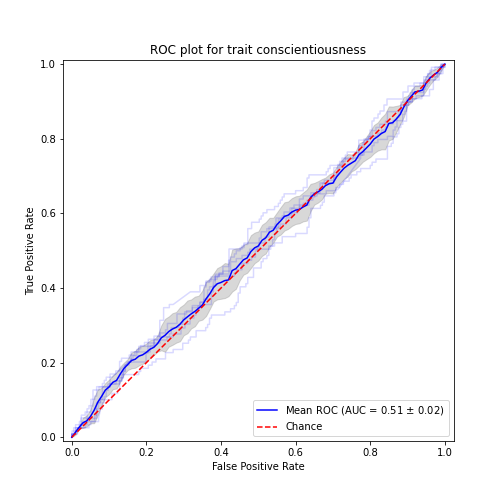 ROC plot for trait conscientiousness
1.0
0.8
0.6
0.4
0.2
0.0
True Positive Rate
0.0 0.2 0.4 0.6 0.8 1.0
False Positive Rate
Mean ROC (AUC = 0.51 ± 0.02)
Chance